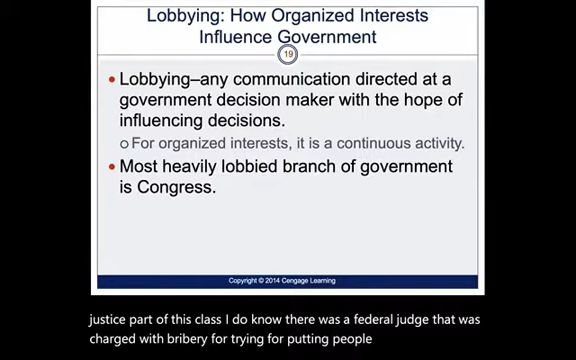 Lobbying: How Organized Interests
Influence Government
19
• Lobbying–any communication directed at a
government decision maker with the hope of
influencing decisions.
o For organized interests, it is a continuous activity.
• Most heavily lobbied branch of government
is Congress.
Copyright © 2014 Cengage Learning
justice part of this class I do know there was a federal judge that was
charged with bribery for trying for putting people